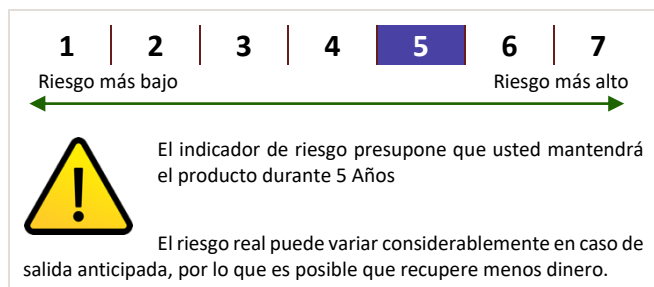 1 2 3 4 5 6 7
Riesgo más bajo Riesgo más alto
El indicador de riesgo presupone que usted mantendrá
el producto durante 5 Años
El riesgo real puede variar considerablemente en caso de
salida anticipada, por lo que es posible que recupere menos dinero.